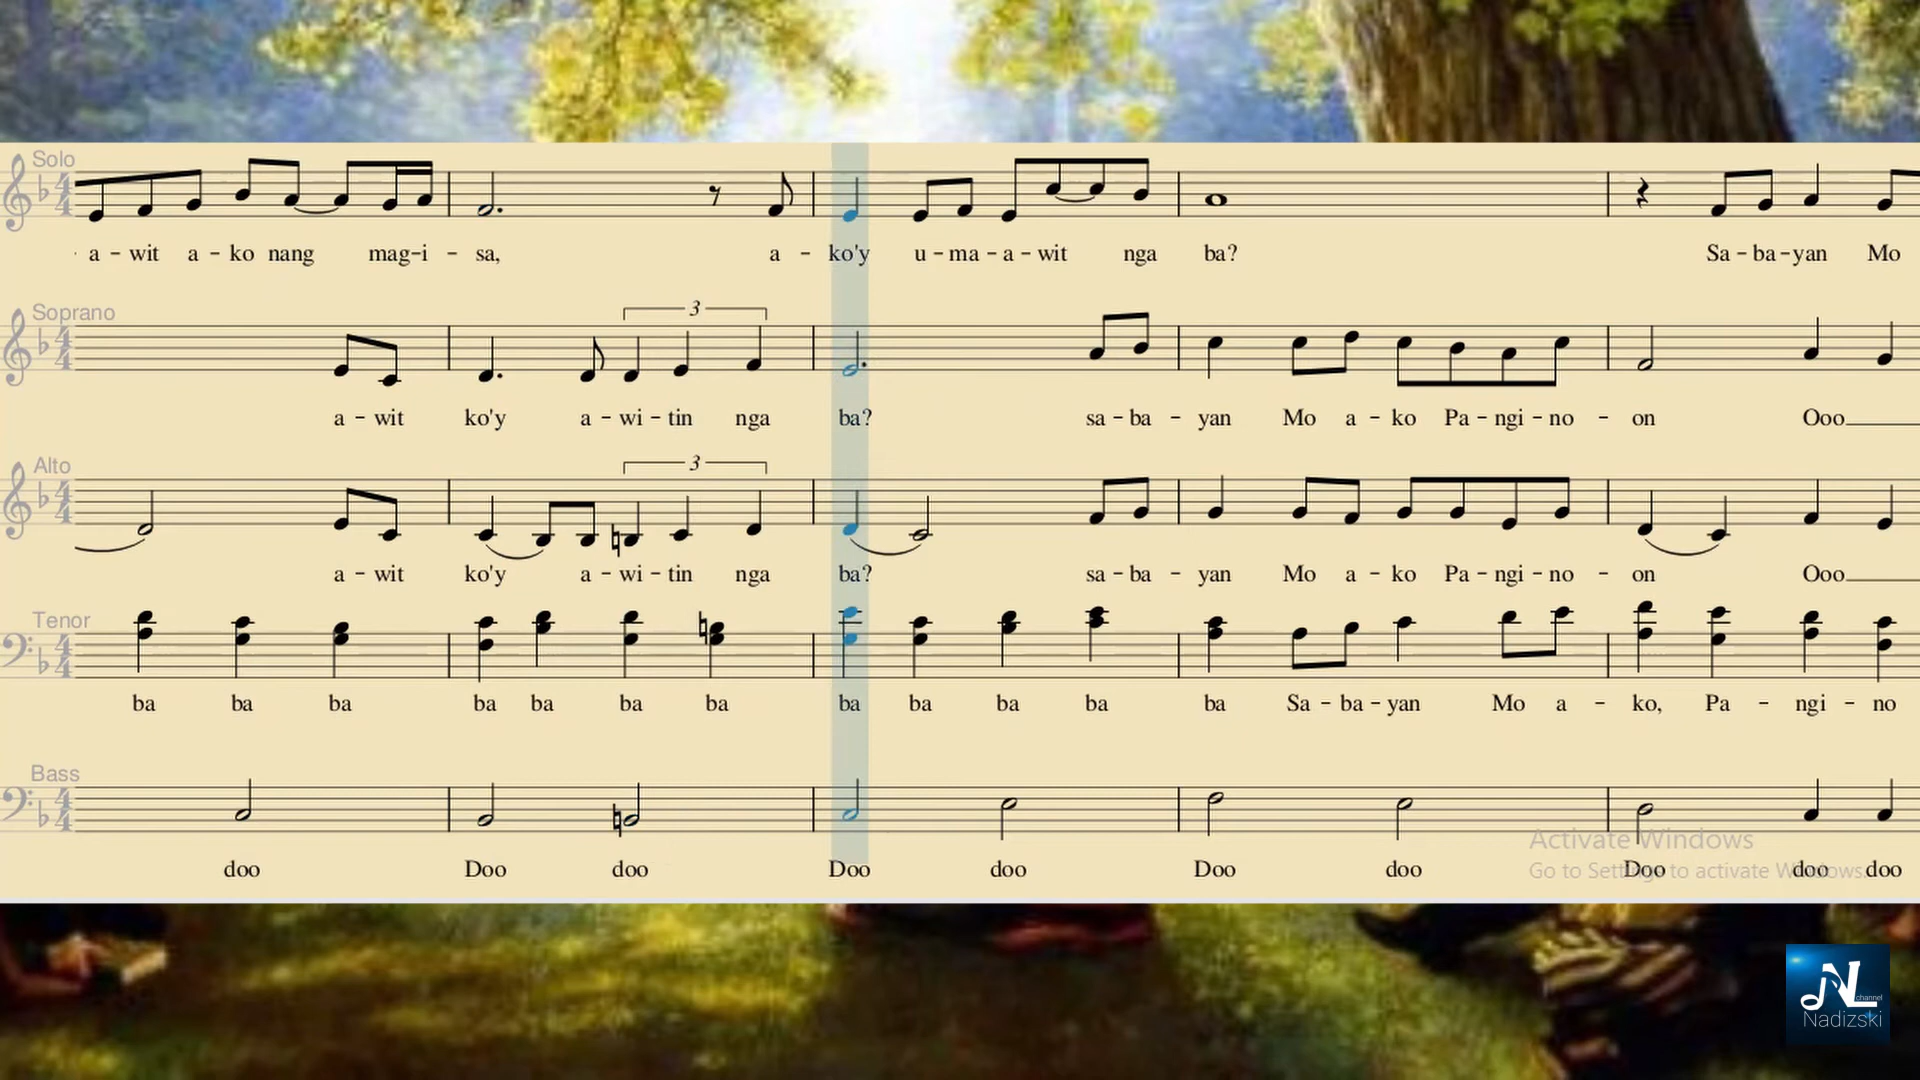 Solo
a - wit a - ko nang mag-i - sa, a - ko'y u - ma - a - wit nga ba? Sa - ba - yan Mo
Soprano
3
a - wit ko'y a - wi - tin nga ba? sa - ba - yan Mo a - ko Pa - ngi - no - on Ooo
Alto
3
a - wit ko'y a - wi - tin nga ba? sa - ba - yan Mo a - ko Pa - ngi - no - on Ooo
Tenor
ba ba ba ba ba ba ba ba ba ba ba ba Sa - ba - yan Mo a - ko, Pa - ngi - no
Bass
doo Doo doo Doo doo Doo doo Doo doo doo
Activate Windows
Go to Settings to activate Windows.
NL channel
Nadizski